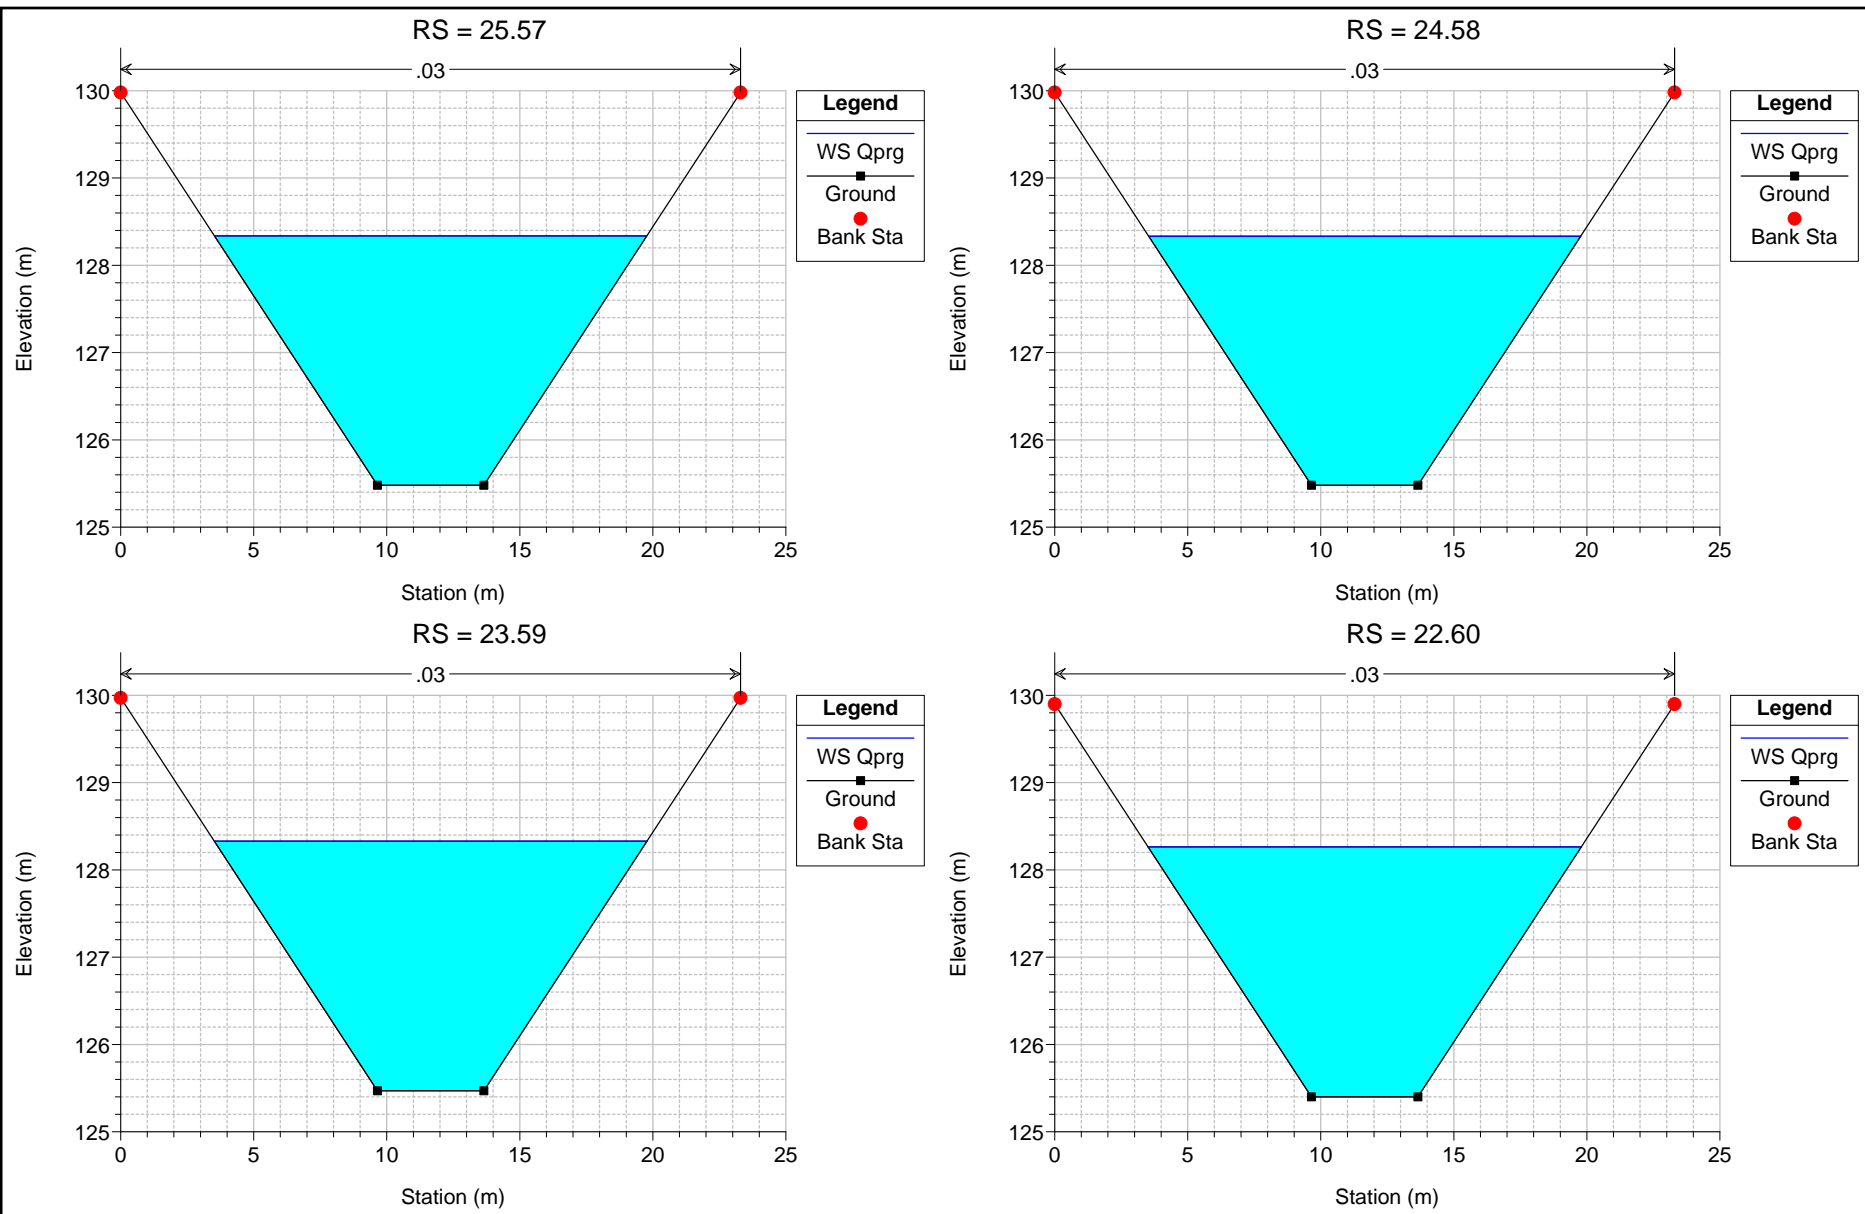 RS = 25.57
.03
130
129
128
127
126
125
0 5 10 15 20 25
Elevation (m)
Station (m)
Legend
WS Qprg
Ground
Bank Sta
RS = 24.58
.03
130
129
128
127
126
125
0 5 10 15 20 25
Elevation (m)
Station (m)
Legend
WS Qprg
Ground
Bank Sta
RS = 23.59
.03
130
129
128
127
126
125
0 5 10 15 20 25
Elevation (m)
Station (m)
Legend
WS Qprg
Ground
Bank Sta
RS = 22.60
.03
130
129
128
127
126
125
0 5 10 15 20 25
Elevation (m)
Station (m)
Legend
WS Qprg
Ground
Bank Sta